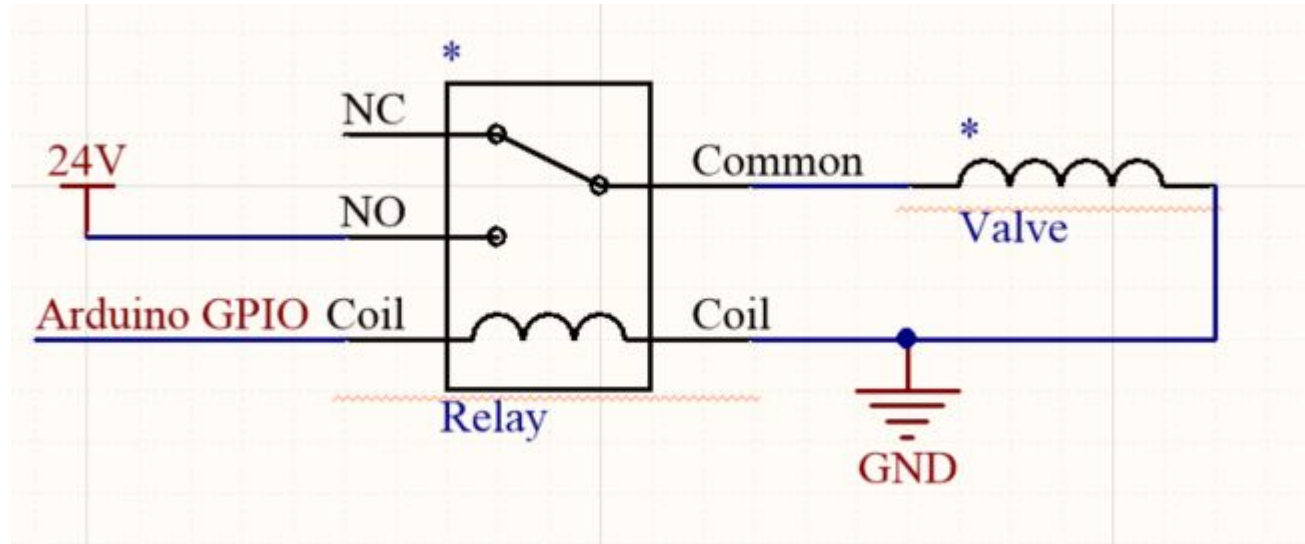 *
NC
24V
Common
*
NO
Valve
Arduino GPIO
Coil
Coil
Relay
GND